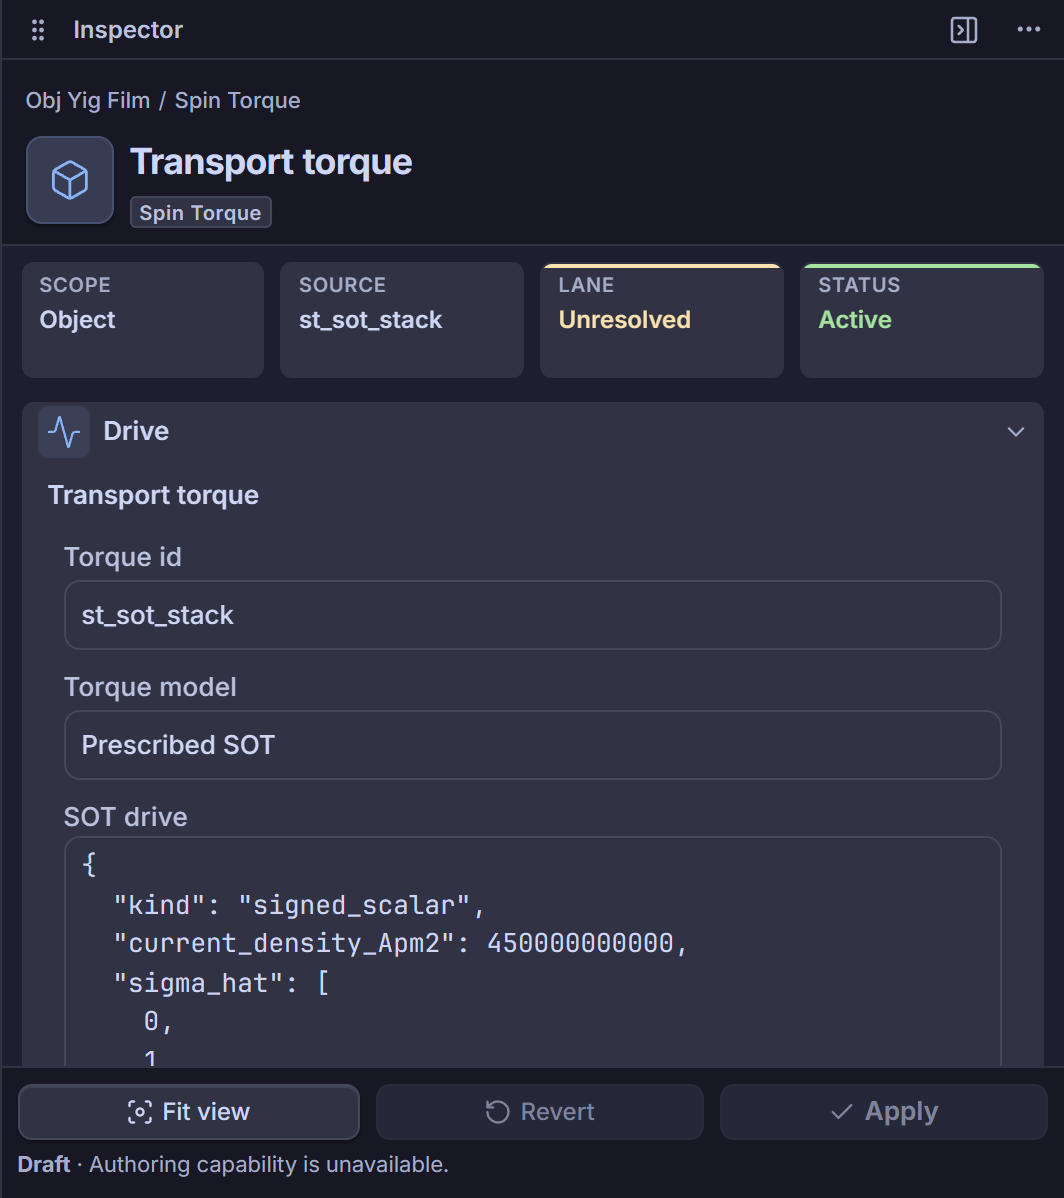 Inspector
Obj Yig Film / Spin Torque
Transport torque
Spin Torque
SCOPE
Object
SOURCE
st_sot_stack
LANE
Unresolved
STATUS
Active
Drive
Transport torque
Torque id
st_sot_stack
Torque model
Prescribed SOT
SOT drive
{
"kind": "signed_scalar",
"current_density_Apm2": 450000000000,
"sigma_hat": [
0,
1
Fit view
Revert
Apply
Draft · Authoring capability is unavailable.